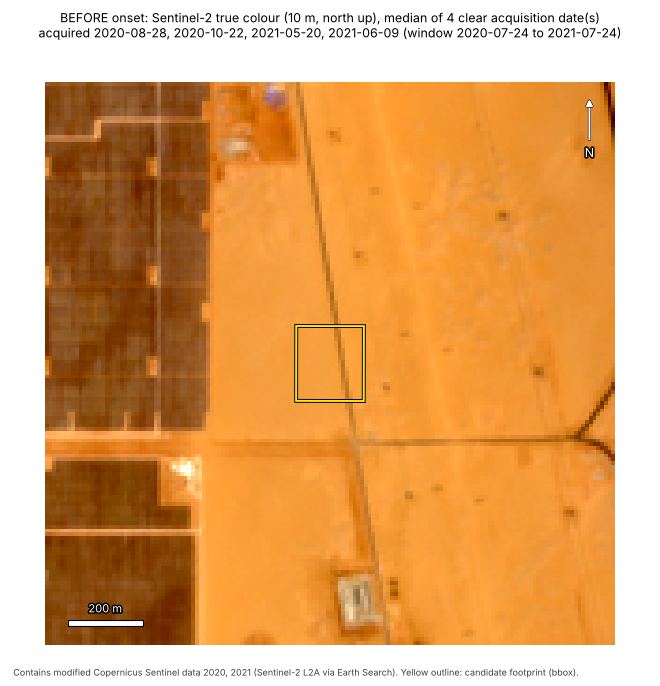 BEFORE onset: Sentinel-2 true colour (10 m, north up), median of 4 clear acquisition date(s)
acquired 2020-08-28, 2020-10-22, 2021-05-20, 2021-06-09 (window 2020-07-24 to 2021-07-24)
N
200 m
Contains modified Copernicus Sentinel data 2020, 2021 (Sentinel-2 L2A via Earth Search). Yellow outline: candidate footprint (bbox).